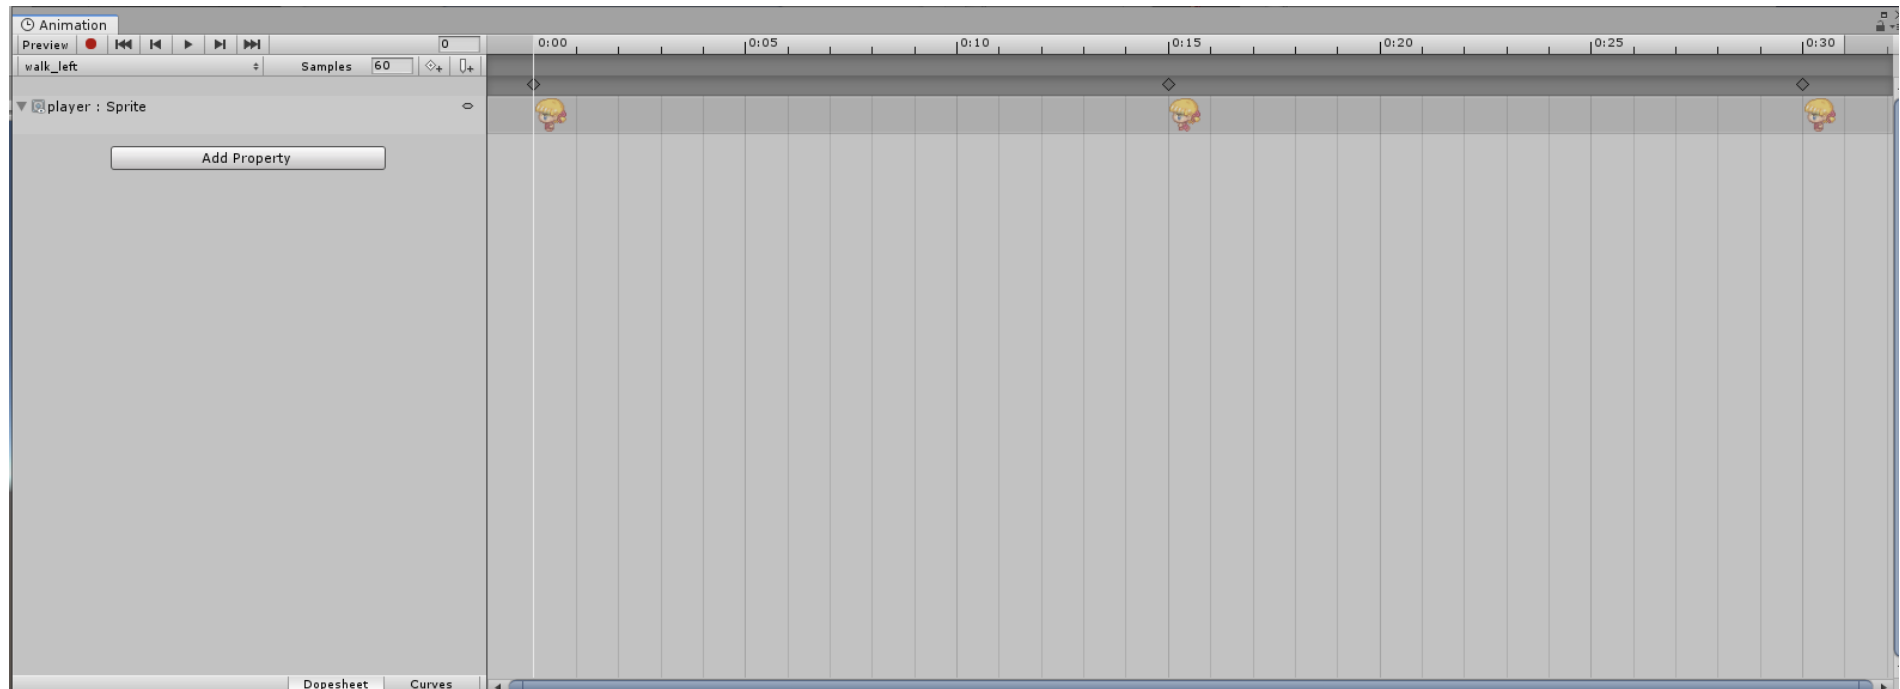 Animation
Preview 0 0:00 0:05 0:10 0:15 0:20 0:25 0:30
walk_left Samples 60
player : Sprite
Add Property
Dopesheet Curves